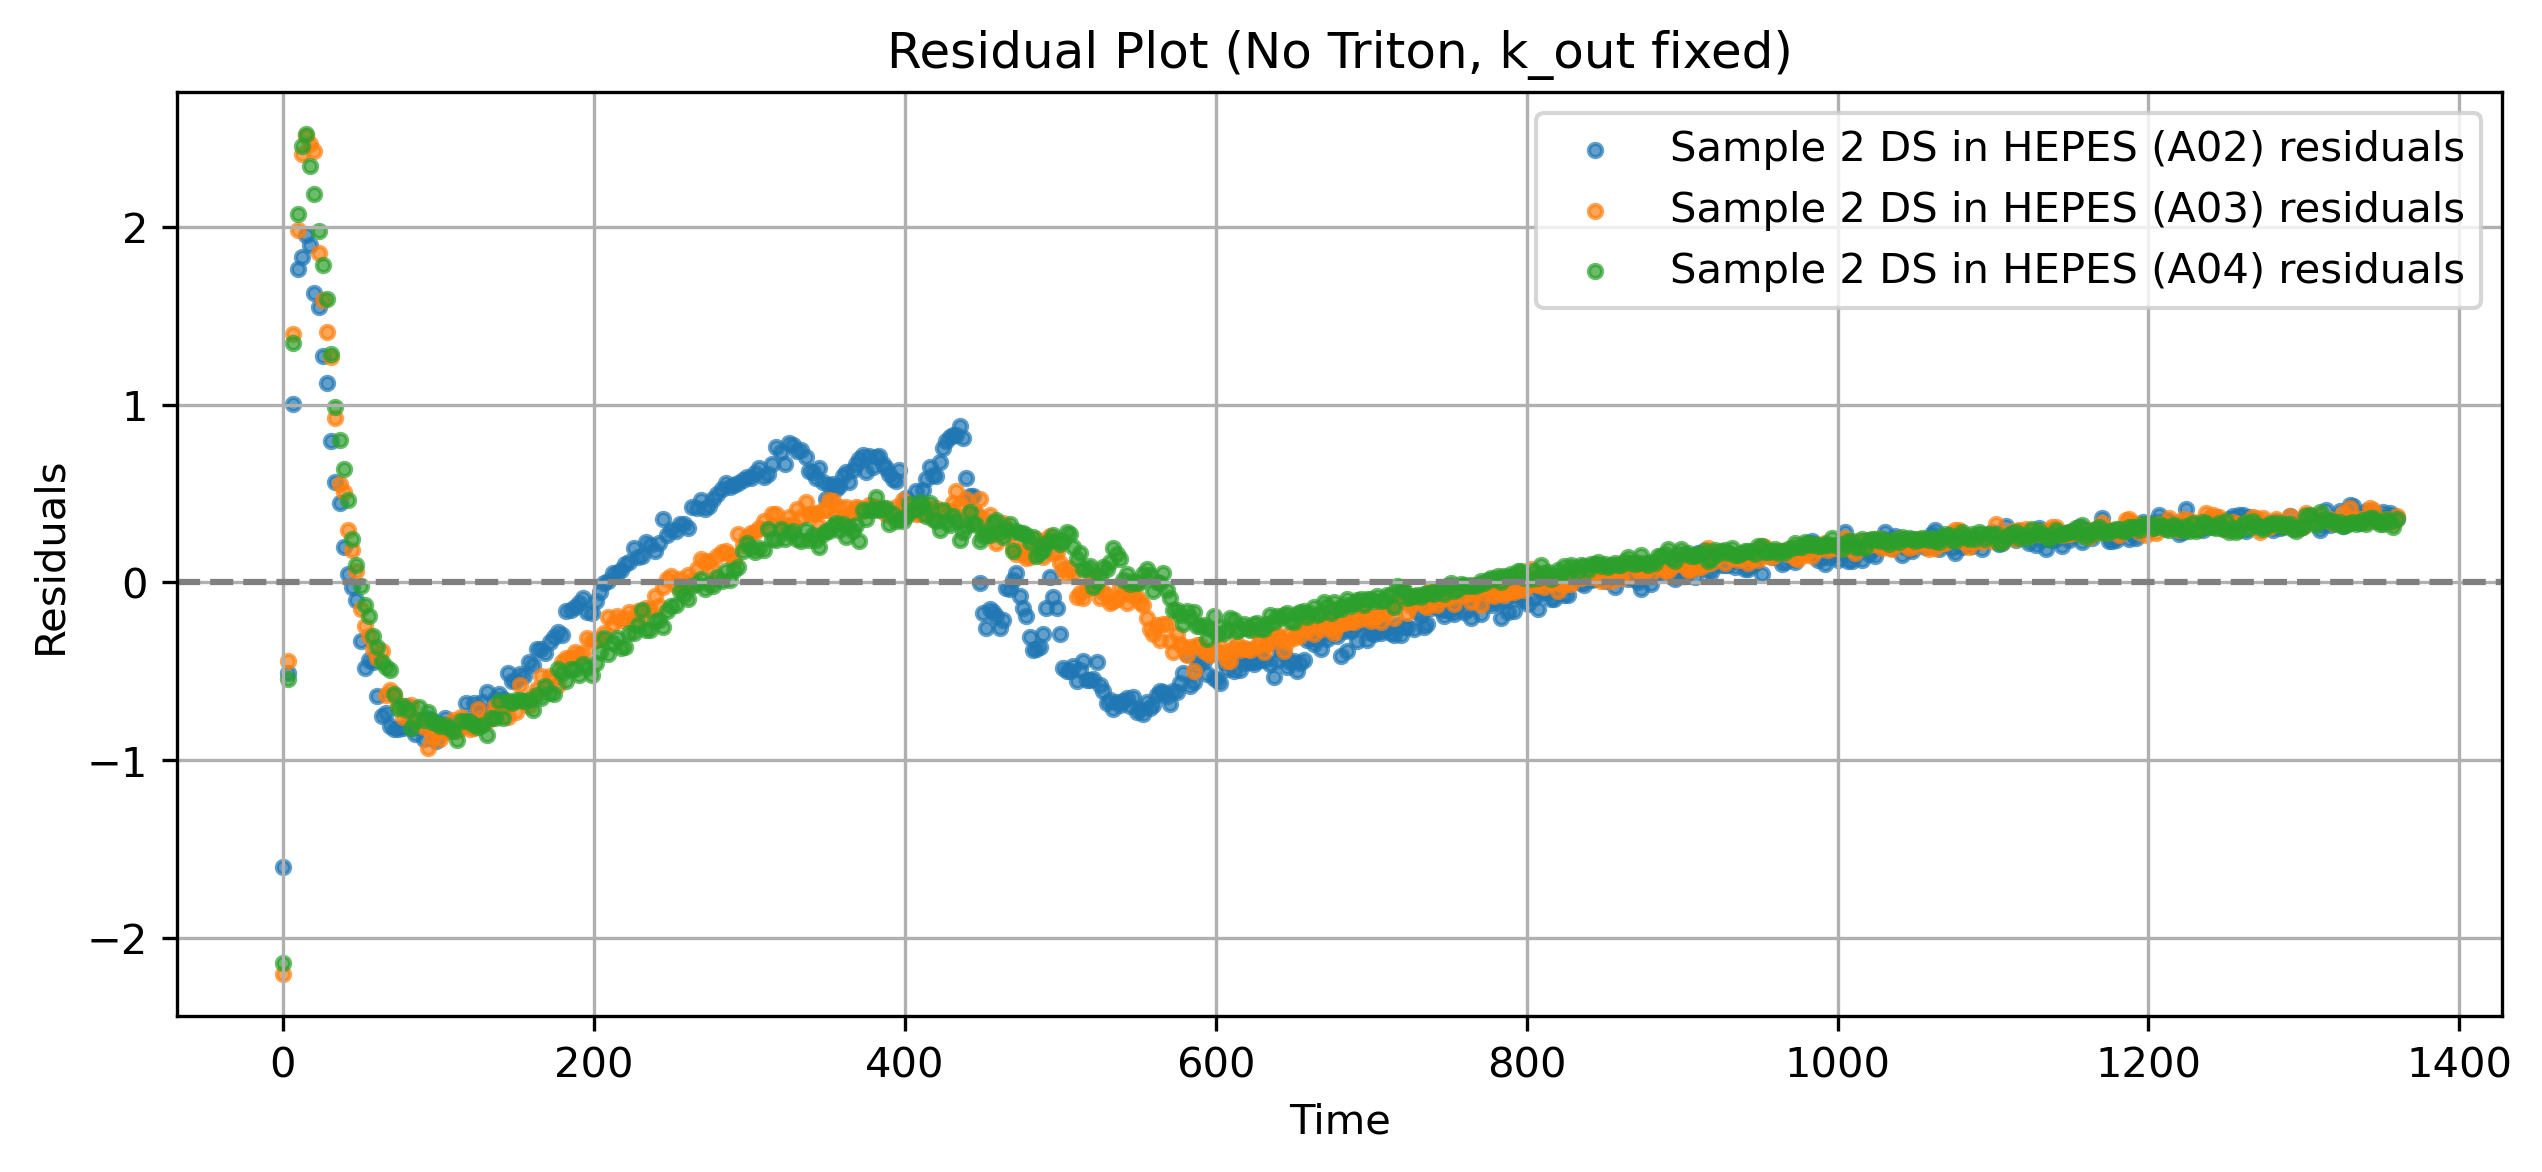 Residual Plot (No Triton, k_out fixed)
Sample 2 DS in HEPES (A02) residuals
Sample 2 DS in HEPES (A03) residuals
Sample 2 DS in HEPES (A04) residuals
Residuals
2
1
0
−1
−2
0 200 400 600 800 1000 1200 1400
Time